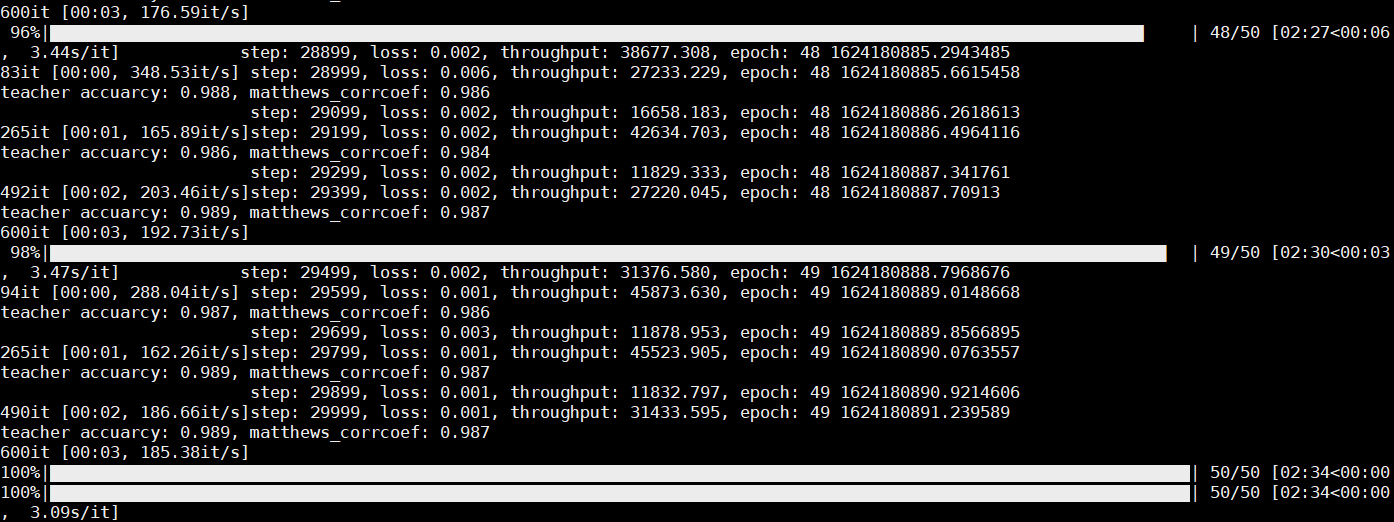 600it [00:03, 176.59it/s]
96%| | 48/50 [02:27<00:06
, 3.44s/it] step: 28899, loss: 0.002, throughput: 38677.308, epoch: 48 1624180885.2943485
83it [00:00, 348.53it/s] step: 28999, loss: 0.006, throughput: 27233.229, epoch: 48 1624180885.6615458
teacher accuarcy: 0.988, matthews_corrcoef: 0.986
step: 29099, loss: 0.002, throughput: 16658.183, epoch: 48 1624180886.2618613
265it [00:01, 165.89it/s]step: 29199, loss: 0.002, throughput: 42634.703, epoch: 48 1624180886.4964116
teacher accuarcy: 0.986, matthews_corrcoef: 0.984
step: 29299, loss: 0.002, throughput: 11829.333, epoch: 48 1624180887.341761
492it [00:02, 203.46it/s]step: 29399, loss: 0.002, throughput: 27220.045, epoch: 48 1624180887.70913
teacher accuarcy: 0.989, matthews_corrcoef: 0.987
600it [00:03, 192.73it/s]
98%| | 49/50 [02:30<00:03
, 3.47s/it] step: 29499, loss: 0.002, throughput: 31376.580, epoch: 49 1624180888.7968676
94it [00:00, 288.04it/s] step: 29599, loss: 0.001, throughput: 45873.630, epoch: 49 1624180889.0148668
teacher accuarcy: 0.987, matthews_corrcoef: 0.986
step: 29699, loss: 0.003, throughput: 11878.953, epoch: 49 1624180889.8566895
265it [00:01, 162.26it/s]step: 29799, loss: 0.001, throughput: 45523.905, epoch: 49 1624180890.0763557
teacher accuarcy: 0.989, matthews_corrcoef: 0.987
step: 29899, loss: 0.001, throughput: 11832.797, epoch: 49 1624180890.9214606
490it [00:02, 186.66it/s]step: 29999, loss: 0.001, throughput: 31433.595, epoch: 49 1624180891.239589
teacher accuarcy: 0.989, matthews_corrcoef: 0.987
600it [00:03, 185.38it/s]
100%| | 50/50 [02:34<00:00
100%| | 50/50 [02:34<00:00
, 3.09s/it]